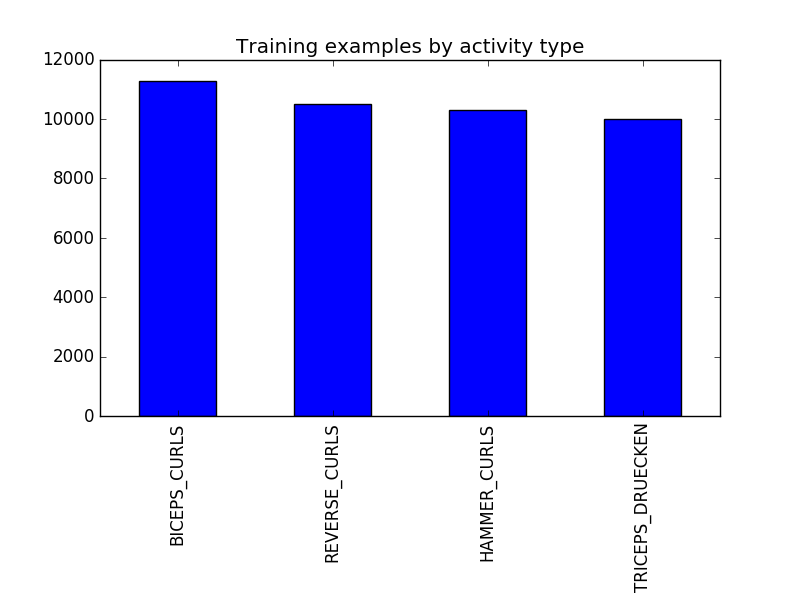 Training examples by activity type
12000
10000
8000
6000
4000
2000
0
BICEPS_CURLS
REVERSE_CURLS
HAMMER_CURLS
TRICEPS_DRUECKEN